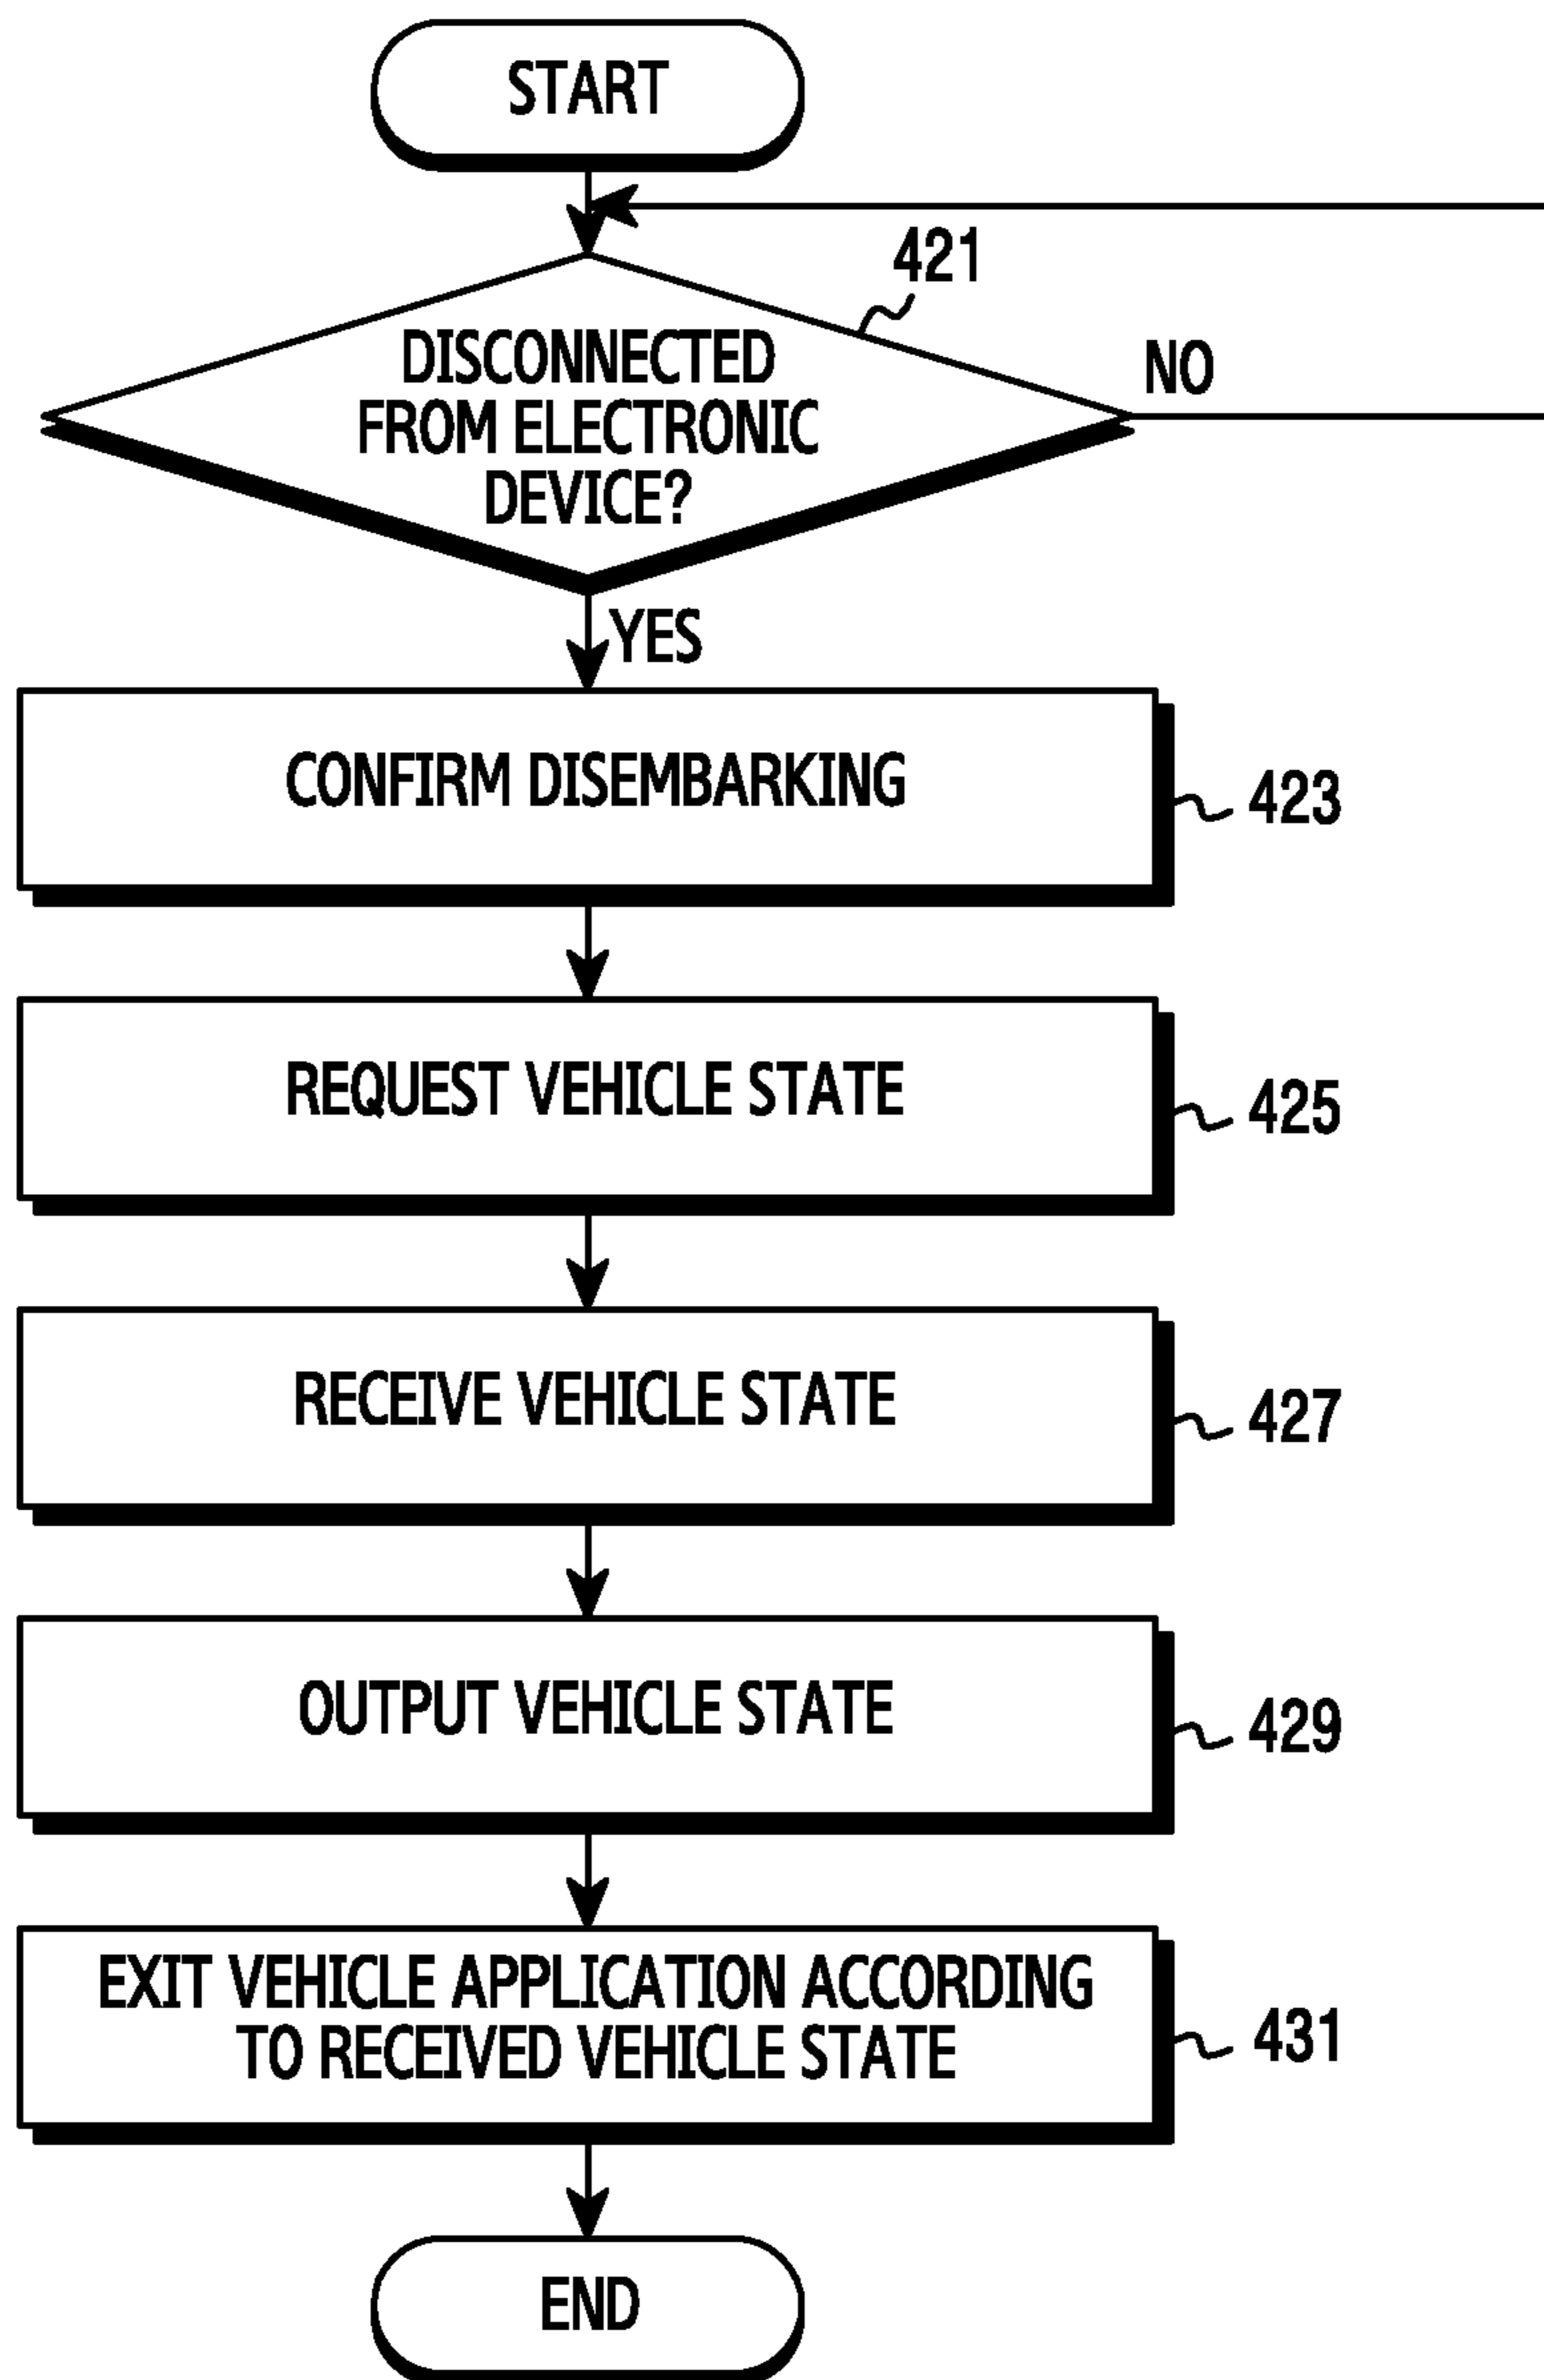 START
421
DISCONNECTED
FROM ELECTRONIC
DEVICE?
NO
YES
CONFIRM DISEMBARKING
423
REQUEST VEHICLE STATE
425
RECEIVE VEHICLE STATE
427
OUTPUT VEHICLE STATE
429
EXIT VEHICLE APPLICATION ACCORDING
TO RECEIVED VEHICLE STATE
431
END